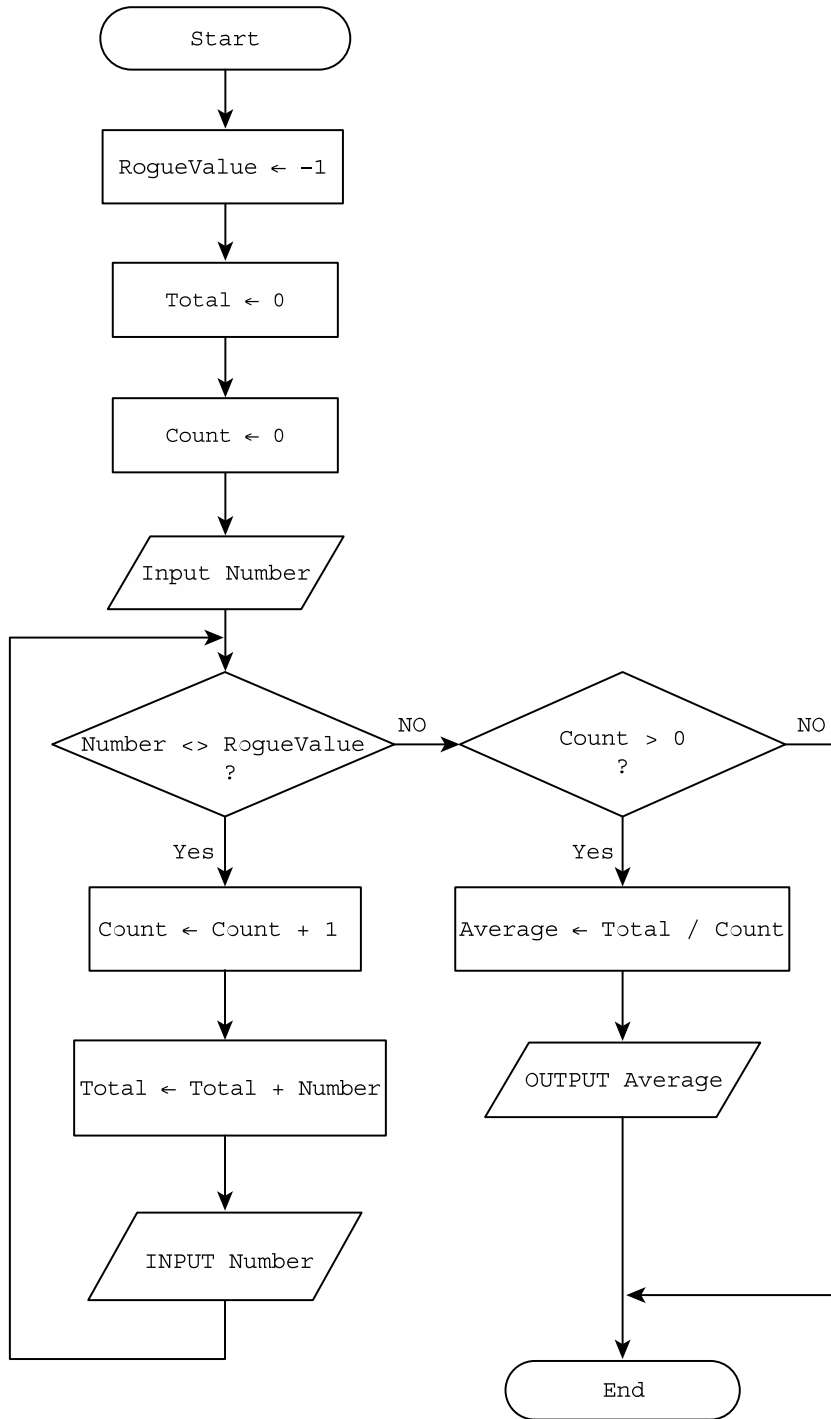 Start
RogueValue ← -1
Total ← 0
Count ← 0
Input Number
Number <> RogueValue
?
NO
Count > 0
?
NO
Yes
Yes
Count ← Count + 1
Average ← Total / Count
Total ← Total + Number
OUTPUT Average
INPUT Number
End